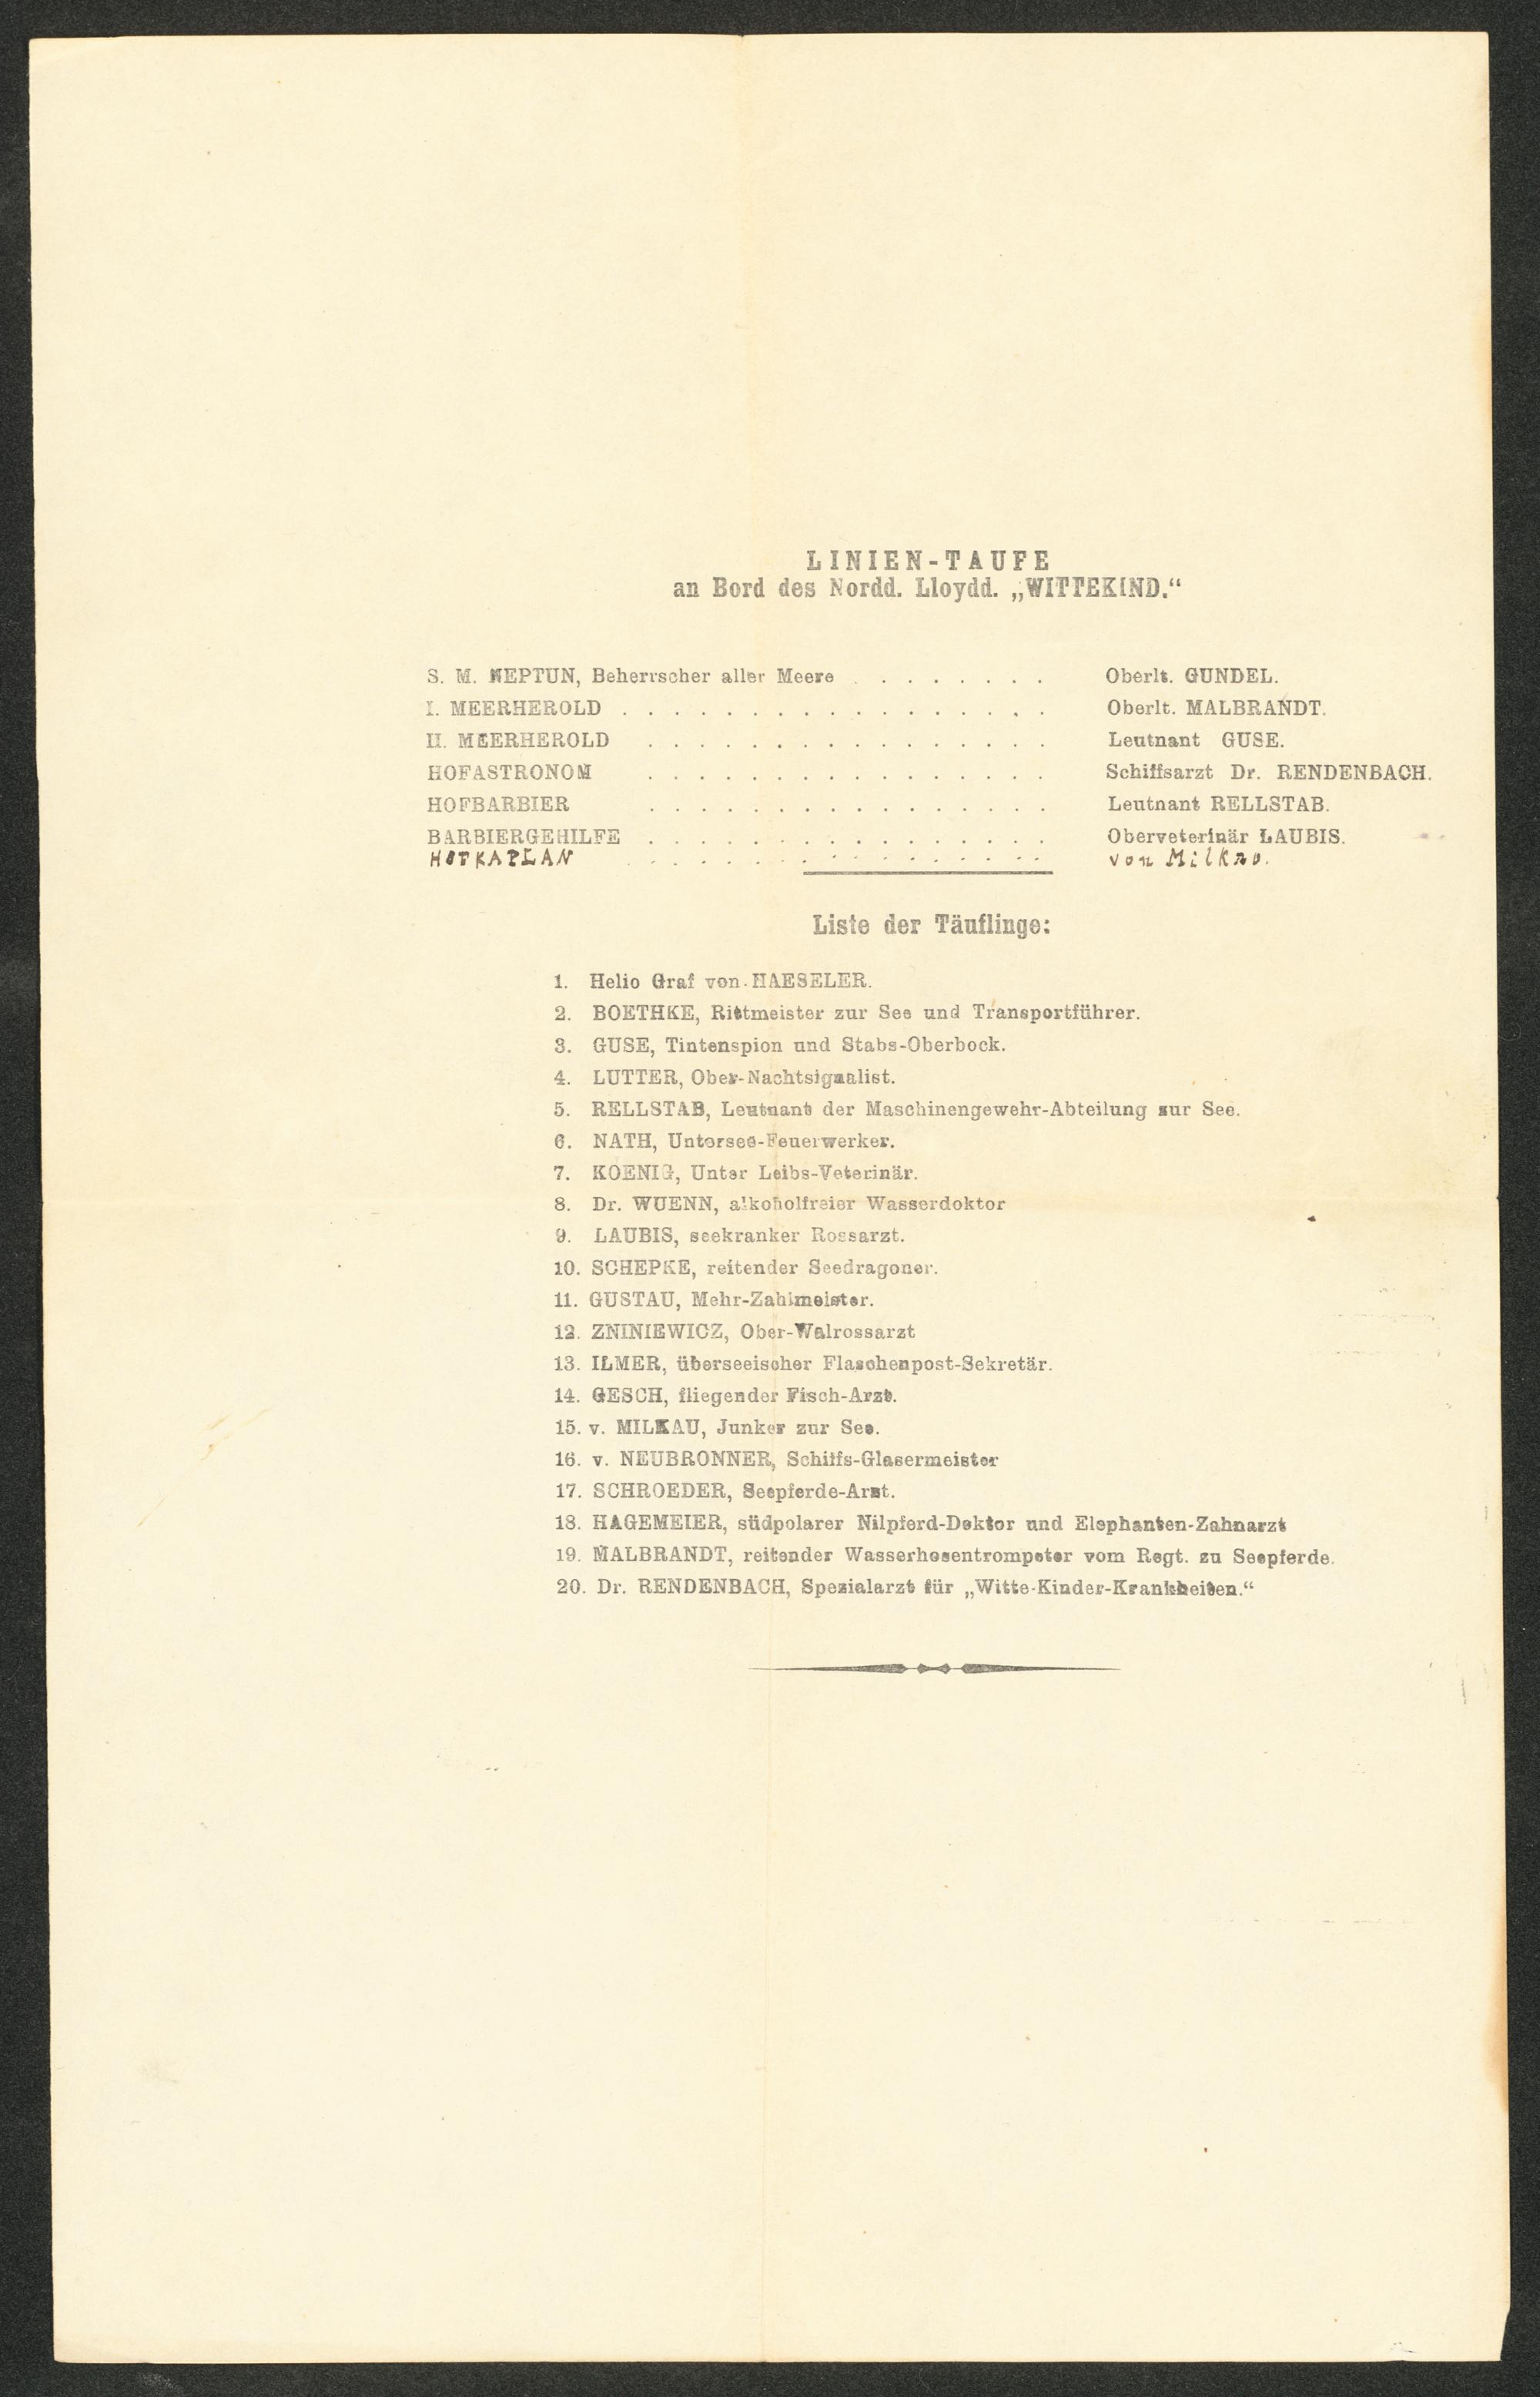 LINIEN-TAUFE
an Bord des Nordd. Lloydd. „WITTEKIND.“
S. M. NEPTUN, Beherrscher aller Meere . . . . . . . . Oberlt. GUNDEL.
I. MEERHEROLD . . . . . . . . . . . . . . . . . Oberlt. MALBRANDT.
II. MEERHEROLD . . . . . . . . . . . . . . . . Leutnant GUSE.
HOFASTRONOM . . . . . . . . . . . . . . . . Schiffsarzt Dr. RENDENBACH.
HOFBARBIER . . . . . . . . . . . . . . . . Leutnant RELLSTAB.
BARBIERGEHILFE . . . . . . . . . . . . . . . . Oberveterinär LAUBIS.
HOFKAPLAN . . . . . . . . . . . . . . . . . von Milkau.
Liste der Täuflinge:
1. Helio Graf von HAESELER.
2. BOETHKE, Rittmeister zur See und Transportführer.
3. GUSE, Tintenspion und Stabs-Oberbock.
4. LUTTER, Ober-Nachtsignalist.
5. RELLSTAB, Leutnant der Maschinengewehr-Abteilung zur See.
6. NATH, Untersee-Feuerwerker.
7. KOENIG, Unter Leibs-Veterinär.
8. Dr. WUENN, alkoholfreier Wasserdoktor
9. LAUBIS, seekranker Rossarzt.
10. SCHEPKE, reitender Seedragoner.
11. GUSTAU, Mehr-Zahlmeister.
12. ZNINIEWICZ, Ober-Walrossarzt
13. ILMER, überseeischer Flaschenpost-Sekretär.
14. GESCH, fliegender Fisch-Arzt.
15. v. MILKAU, Junker zur See.
16. v. NEUBRONNER, Schiffs-Glasermeister
17. SCHROEDER, Seepferde-Arzt.
18. HAGEMEIER, südpolarer Nilpferd-Doktor und Elephanten-Zahnarzt
19. MALBRANDT, reitender Wasserhosentrompeter vom Regt. zu Seepferde.
20. Dr. RENDENBACH, Spezialarzt für „Witte-Kinder-Krankheiten.“